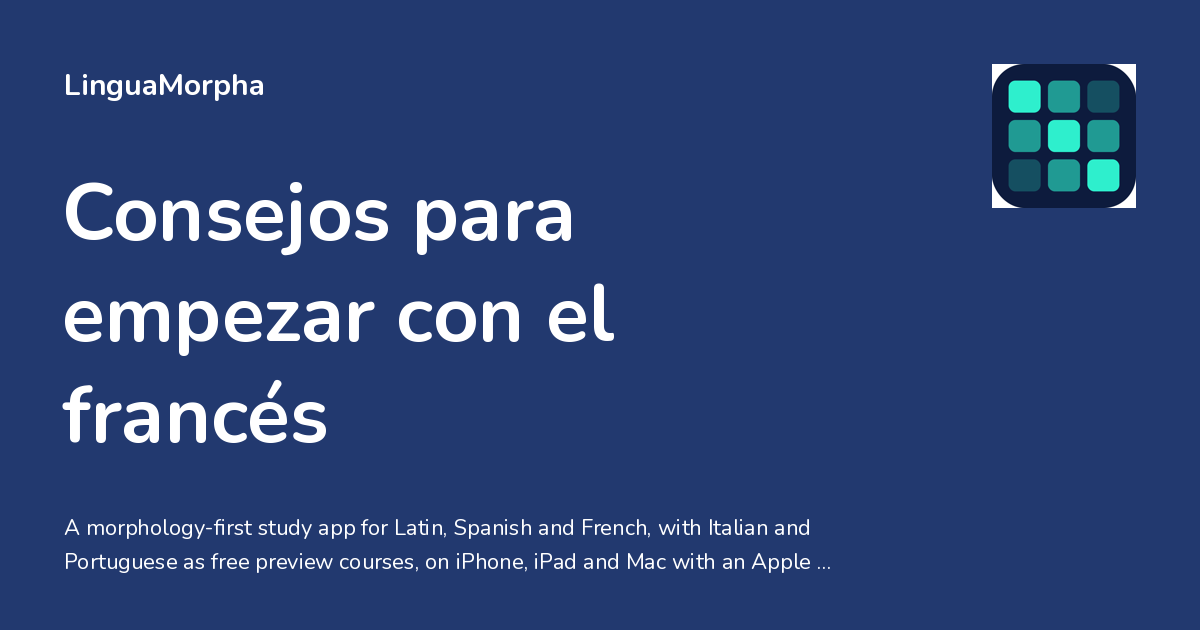 LinguaMorpha
Consejos para
empezar con el
francés
A morphology-first study app for Latin, Spanish and French, with Italian and
Portuguese as free preview courses, on iPhone, iPad and Mac with an Apple ...